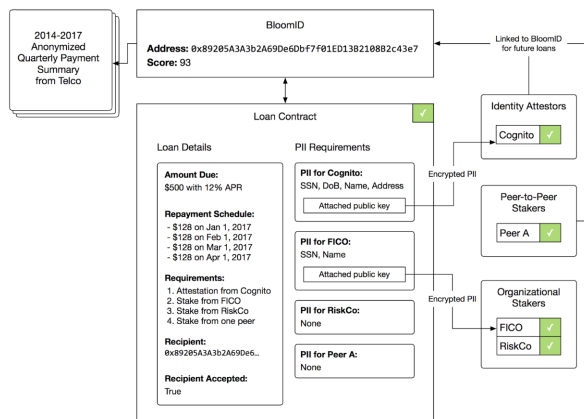 2014-2017
Anonymized
Quarterly Payment
Summary
from Telco
BloomID
Address: 0x89205A3A3b2A69De6Dbf7f01ED13B2108B2c43e7
Score: 93
Linked to BloomID
for future loans
Loan Contract
✓
Loan Details
Amount Due:
$500 with 12% APR
Repayment Schedule:
- $128 on Jan 1, 2017
- $128 on Feb 1, 2017
- $128 on Mar 1, 2017
- $128 on Apr 1, 2017
Requirements:
1. Attestation from Cognito
2. Stake from FICO
3. Stake from RiskCo
4. Stake from one peer
Recipient:
0x89205A3A3b2A69De6…
Recipient Accepted:
True
PII Requirements
PII for Cognito:
SSN, DoB, Name, Address
Attached public key
PII for FICO:
SSN, Name
Attached public key
PII for RiskCo:
None
PII for Peer A:
None
Encrypted PII
Encrypted PII
Identity Attestors
Cognito ✓
Peer-to-Peer
Stakers
Peer A ✓
Organizational
Stakers
FICO ✓
RiskCo ✓